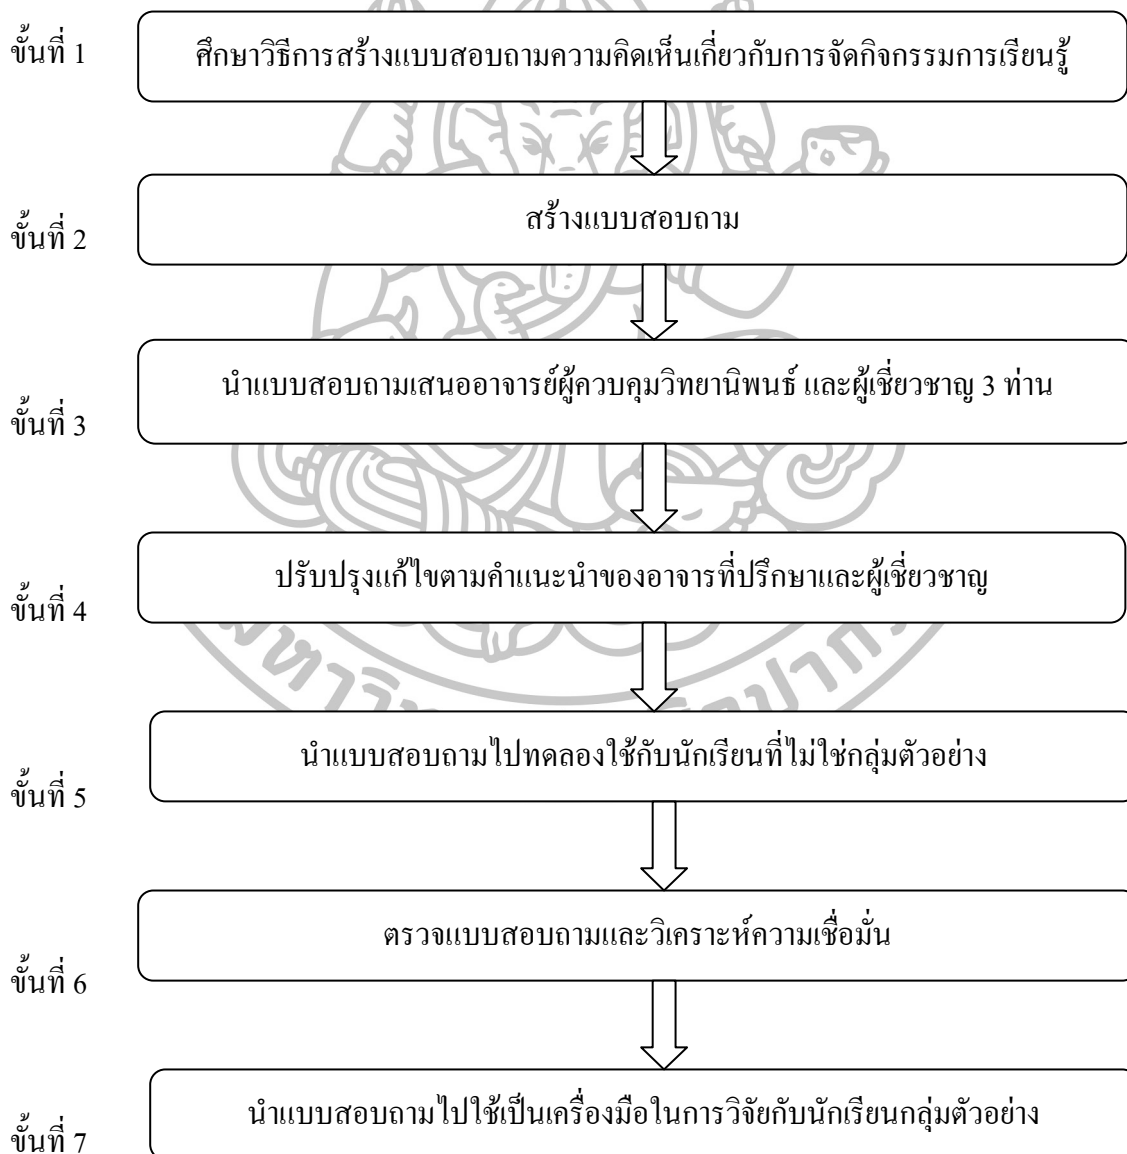 ขั้นที่ 1
ศึกษาวิธีการสร้างแบบสอบถามความคิดเห็นเกี่ยวกับการจัดกิจกรรมการเรียนรู้
ขั้นที่ 2
สร้างแบบสอบถาม
ขั้นที่ 3
นำแบบสอบถามเสนออาจารย์ผู้ควบคุมวิทยานิพนธ์ และผู้เชี่ยวชาญ 3 ท่าน
ขั้นที่ 4
ปรับปรุงแก้ไขตามคำแนะนำของอาจารที่ปรึกษาและผู้เชี่ยวชาญ
ขั้นที่ 5
นำแบบสอบถามไปทดลองใช้กับนักเรียนที่ไม่ใช่กลุ่มตัวอย่าง
ขั้นที่ 6
ตรวจแบบสอบถามและวิเคราะห์ความเชื่อมั่น
ขั้นที่ 7
นำแบบสอบถามไปใช้เป็นเครื่องมือในการวิจัยกับนักเรียนกลุ่มตัวอย่าง